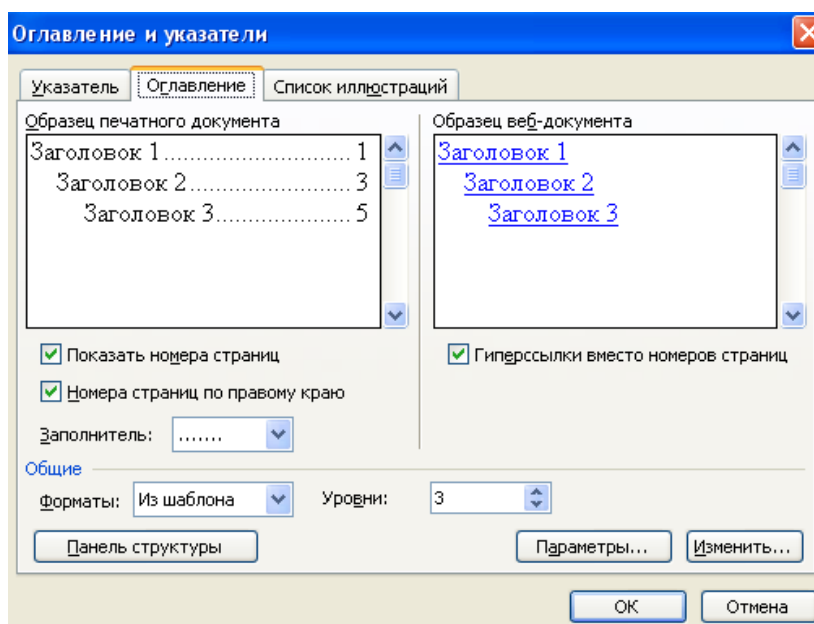 Оглавление и указатели
Указатель Оглавление Список иллюстраций
Образец печатного документа
Заголовок 1............................ 1
Заголовок 2..................... 3
Заголовок 3.................. 5
Образец веб-документа
Заголовок 1
Заголовок 2
Заголовок 3
Показать номера страниц
Номера страниц по правому краю
Гиперссылки вместо номеров страниц
Заполнитель: .......
Общие
Форматы: Из шаблона Уровни: 3
Панель структуры Параметры... Изменить...
ОК Отмена